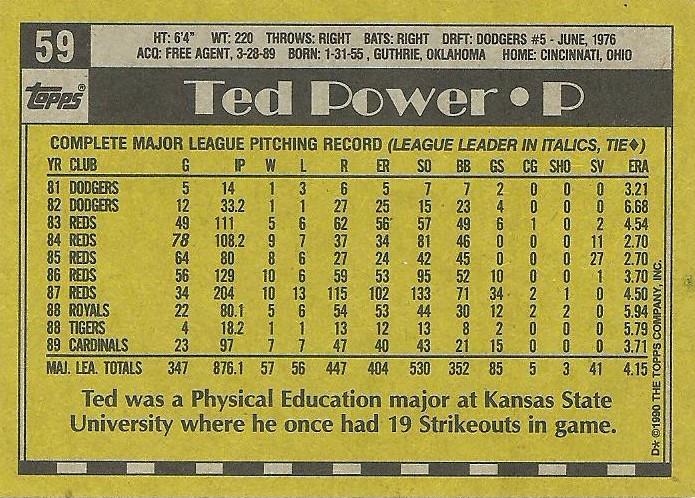 59
HT: 6'4" WT: 220 THROWS: RIGHT BATS: RIGHT DRFT: DODGERS #5 - JUNE, 1976
ACQ: FREE AGENT, 3-28-89 BORN: 1-31-55, GUTHRIE, OKLAHOMA HOME: CINCINNATI, OHIO
Topps®
Ted Power • P
COMPLETE MAJOR LEAGUE PITCHING RECORD (LEAGUE LEADER IN ITALICS, TIE♦)
YR CLUB G IP W L R ER SO BB GS CG SHO SV ERA
81 DODGERS 5 14 1 3 6 5 7 7 2 0 0 0 3.21
82 DODGERS 12 33.2 1 1 27 25 15 23 4 0 0 0 6.68
83 REDS 49 111 5 6 62 56 57 49 6 1 0 2 4.54
84 REDS 78 108.2 9 7 37 34 81 46 0 0 0 11 2.70
85 REDS 64 80 8 6 27 24 42 45 0 0 0 27 2.70
86 REDS 56 129 10 6 59 53 95 52 10 0 0 1 3.70
87 REDS 34 204 10 13 115 102 133 71 34 2 1 0 4.50
88 ROYALS 22 80.1 5 6 54 53 44 30 12 2 2 0 5.94
88 TIGERS 4 18.2 1 1 13 12 13 8 2 0 0 0 5.79
89 CARDINALS 23 97 7 7 47 40 43 21 15 0 0 0 3.71
MAJ. LEA. TOTALS 347 876.1 57 56 447 404 530 352 85 5 3 41 4.15
Ted was a Physical Education major at Kansas State
University where he once had 19 Strikeouts in game.
D* ©1990 THE TOPPS COMPANY, INC.